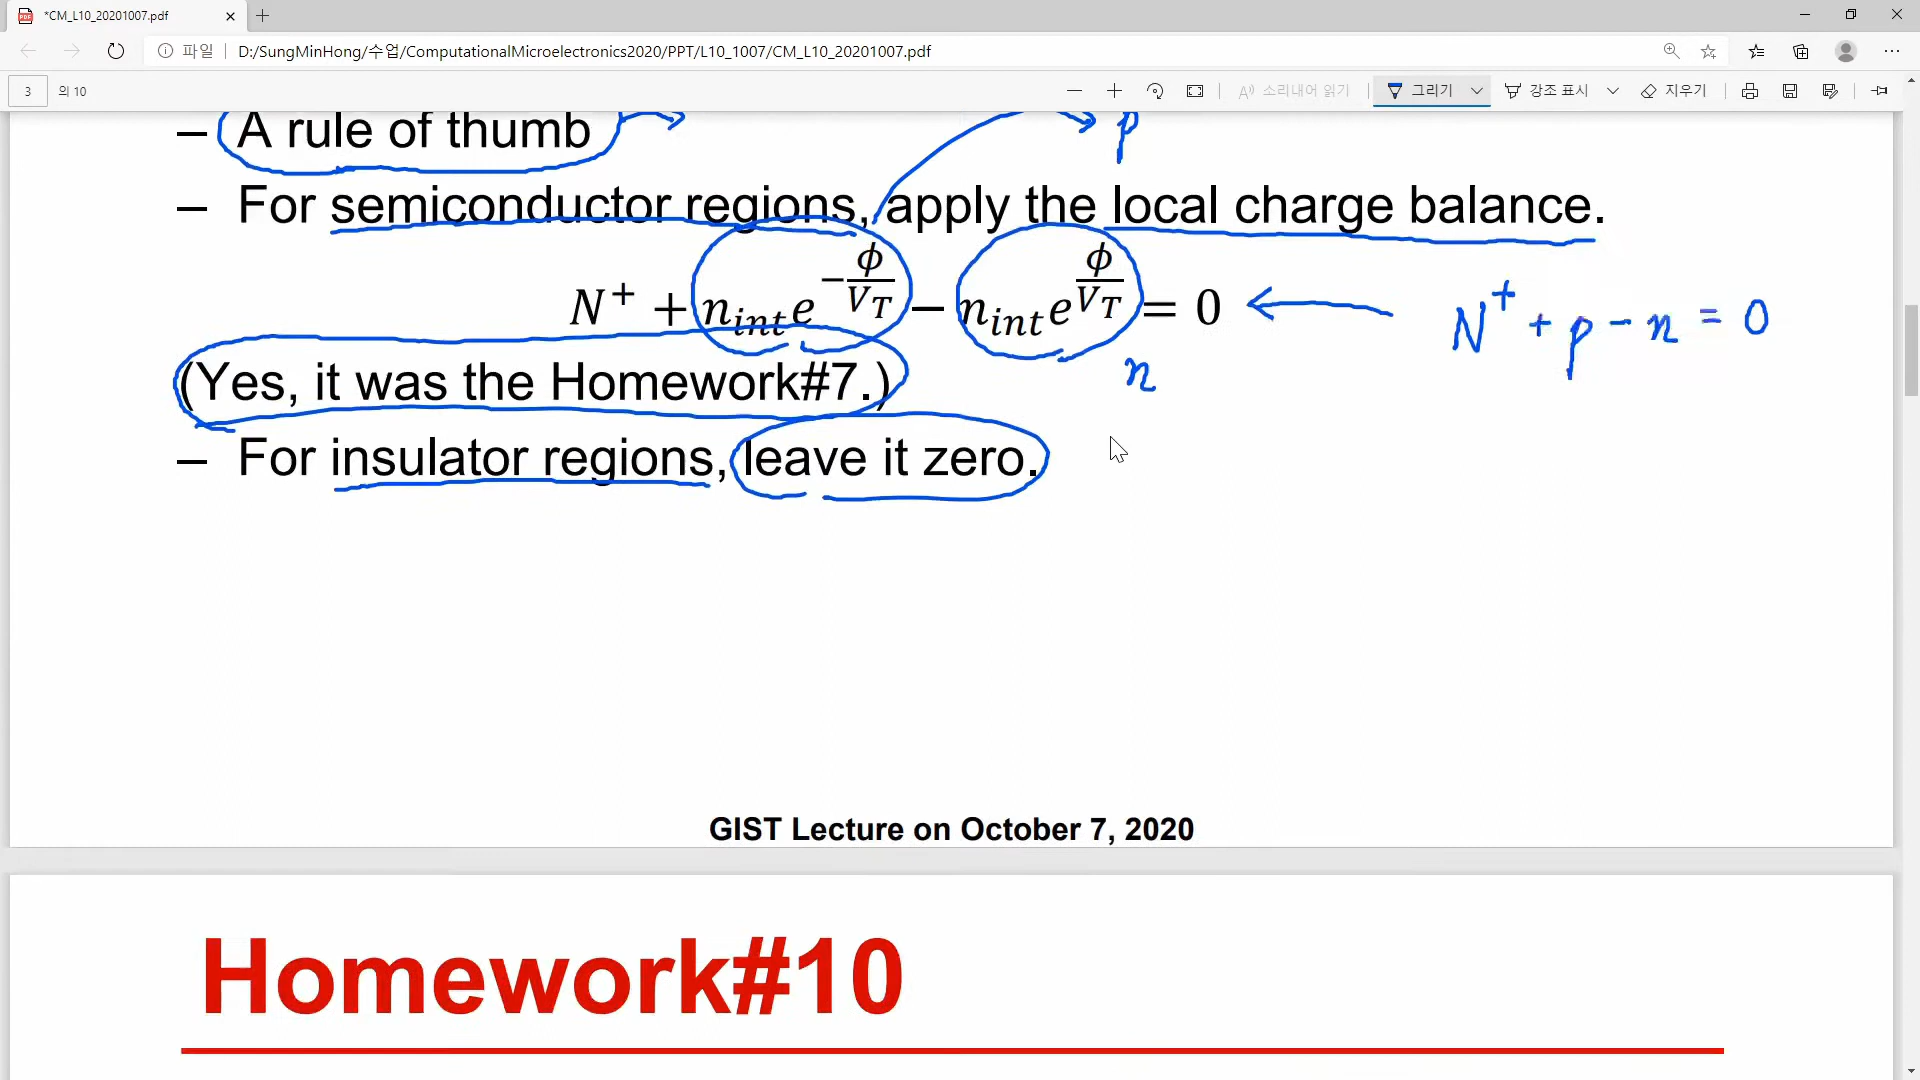 *CM_L10_20201007.pdf
파일 D:/SungMinHong/수업/ComputationalMicroelectronics2020/PPT/L10_1007/CM_L10_20201007.pdf
3 의 10 소리내어 읽기 그리기 강조 표시 지우기
– A rule of thumb p
– For semiconductor regions, apply the local charge balance.
N⁺ + n_int e^(−ϕ/V_T) − n_int e^(ϕ/V_T) = 0 N⁺ + p − n = 0
(Yes, it was the Homework#7.) n
– For insulator regions, leave it zero.
GIST Lecture on October 7, 2020
Homework#10